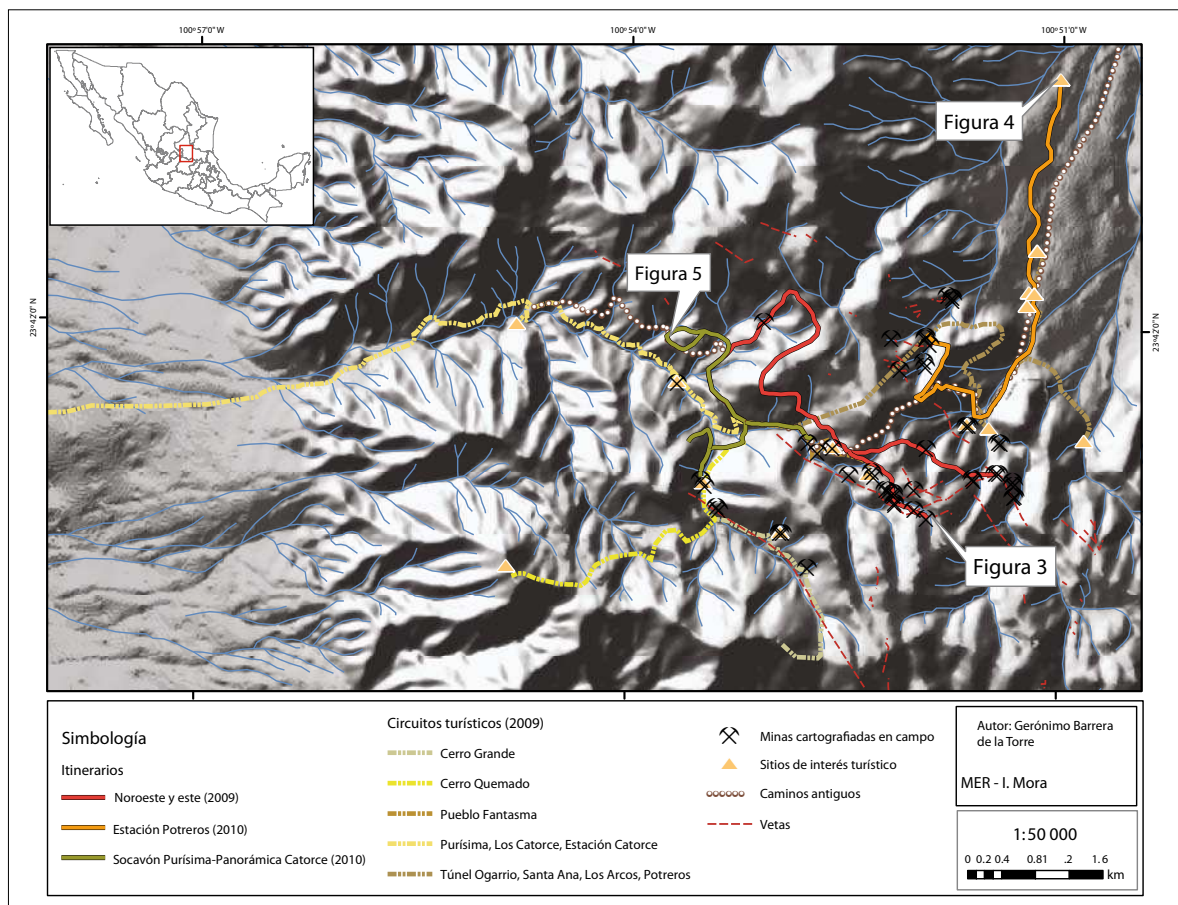 100°57'0" W
100°54'0" W
100°51'0" W
Figura 4
Figura 5
23°42'0" N
23°42'0" N
Figura 3
Simbología
Itinerarios
Noroeste y este (2009)
Estación Potreros (2010)
Socavón Purísima-Panorámica Catorce (2010)
Circuitos turísticos (2009)
Cerro Grande
Cerro Quemado
Pueblo Fantasma
Purísima, Los Catorce, Estación Catorce
Túnel Ogarrio, Santa Ana, Los Arcos, Potreros
Minas cartografiadas en campo
Sitios de interés turístico
Caminos antiguos
Vetas
Autor: Gerónimo Barrera
de la Torre
MER - I. Mora
1:50 000
0 0.2 0.4 0.81 .2 1.6
km